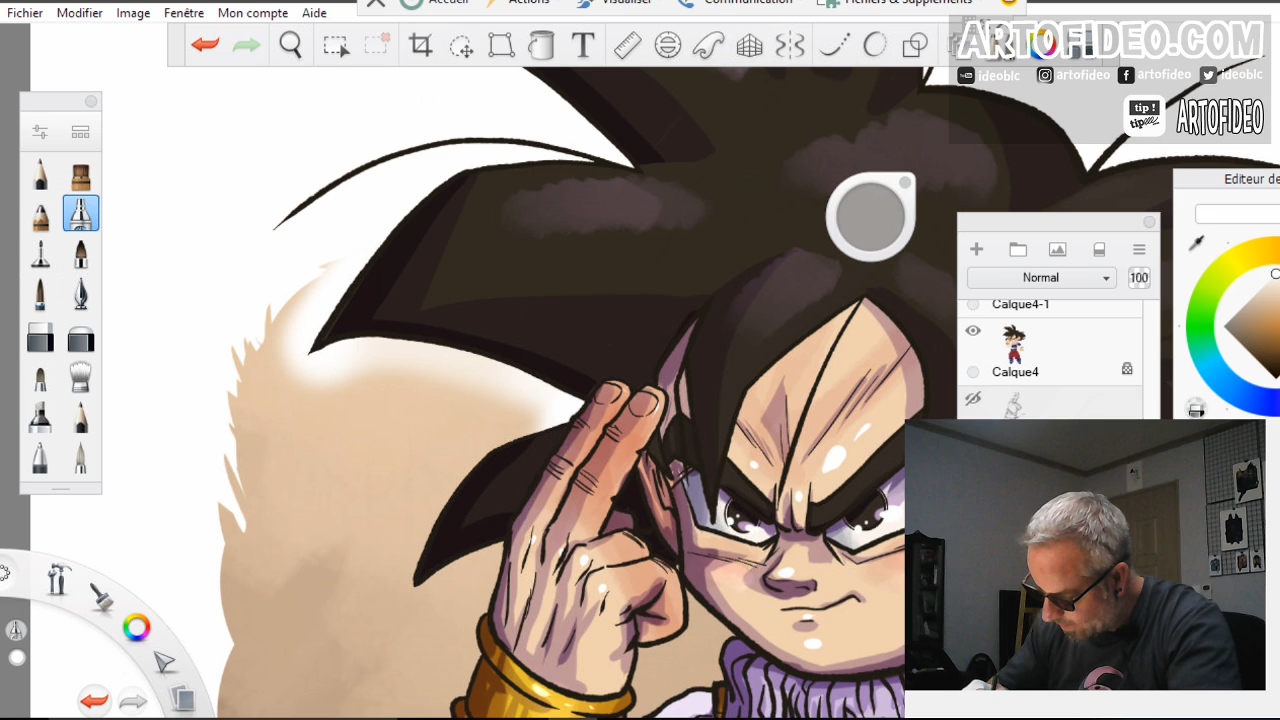 Accueil Actions Visualiser Communication Fichiers & Suppléments
Fichier Modifier Image Fenêtre Mon compte Aide
ARTOFIDEO.COM
ideoblc artofideo artofideo ideoblc
tip !
tip
ARTOFIDEO
Editeur de
Normal 100
Calque4-1
Calque4